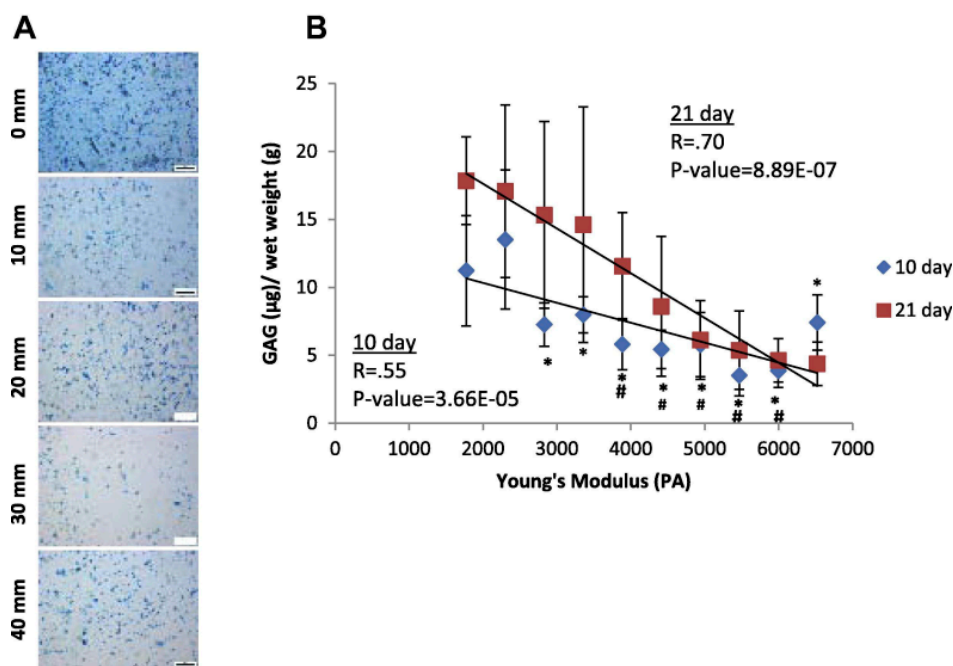 A
B
0 mm
10 mm
20 mm
30 mm
40 mm
GAG (µg)/ wet weight (g)
25
20
15
10
5
0
21 day
R=.70
P-value=8.89E-07
10 day
R=.55
P-value=3.66E-05
* * * * * * * *
# # # # #
0 1000 2000 3000 4000 5000 6000 7000
Young's Modulus (PA)
10 day
21 day